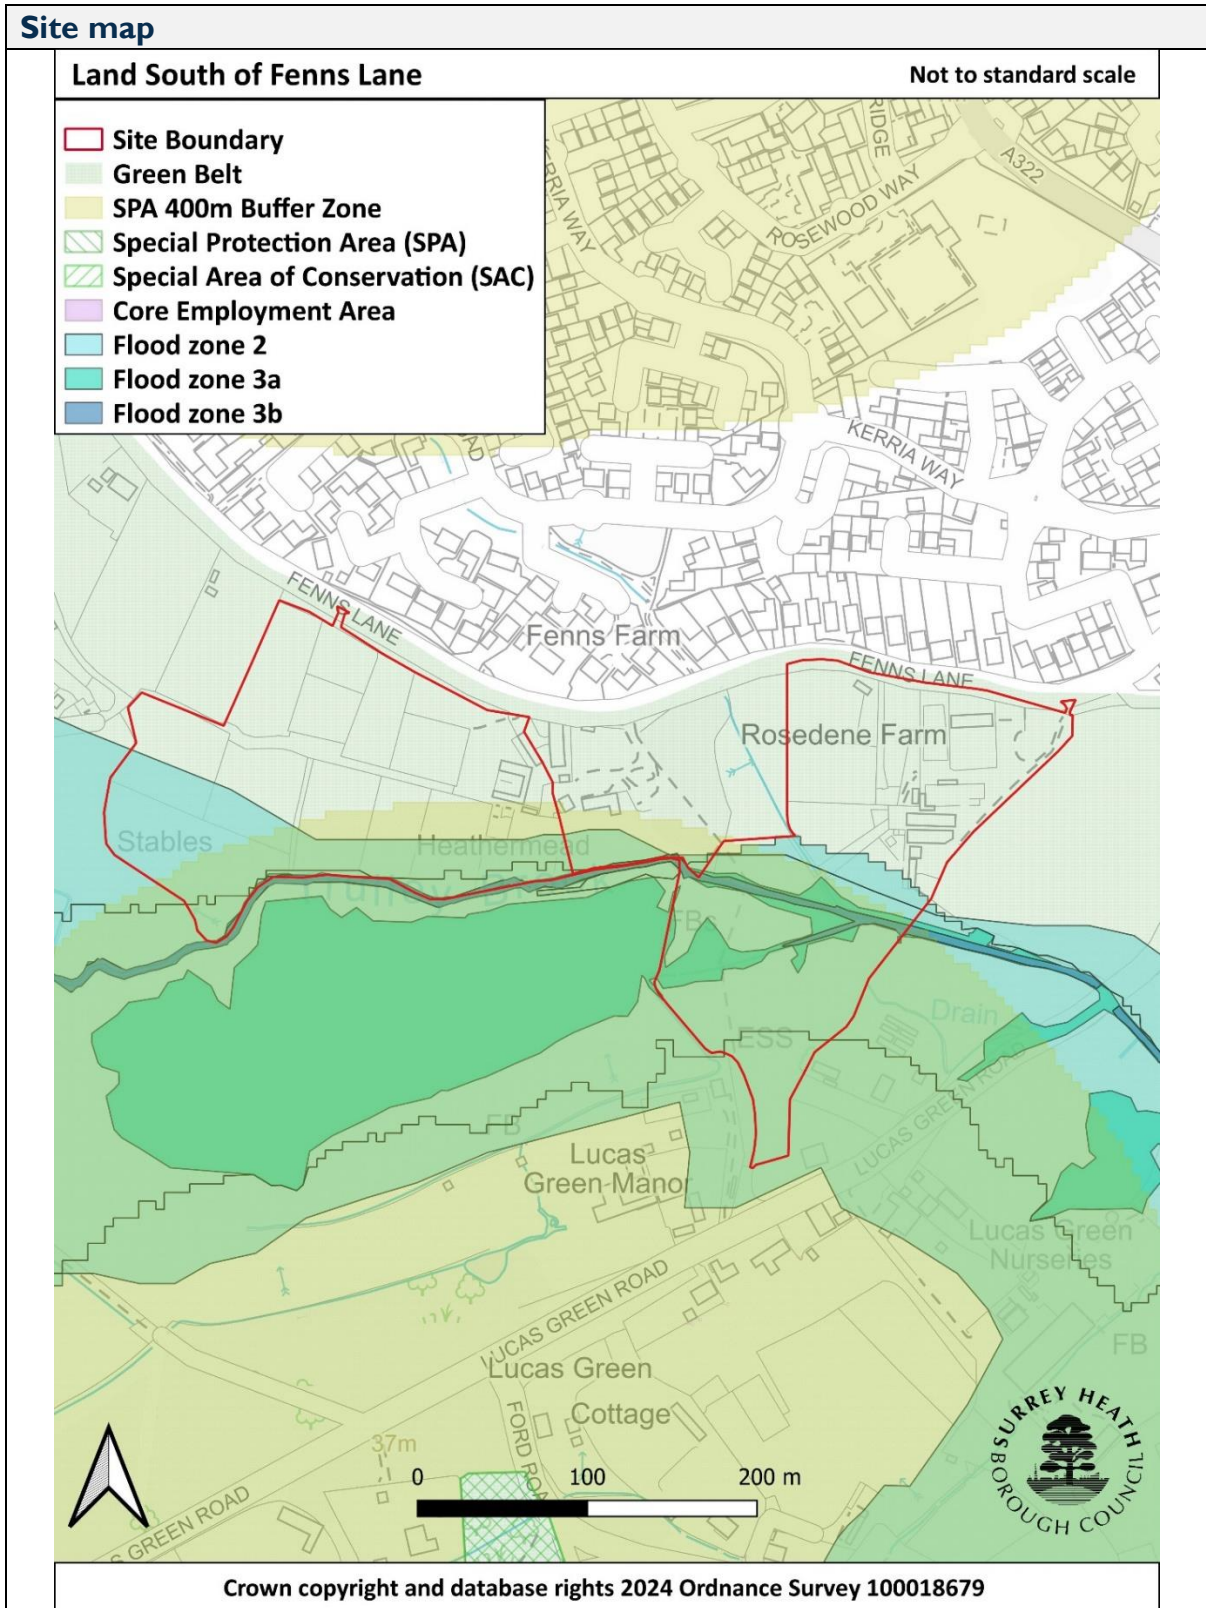 Site map
Land South of Fenns Lane
Not to standard scale
Site Boundary
Green Belt
SPA 400m Buffer Zone
Special Protection Area (SPA)
Special Area of Conservation (SAC)
Core Employment Area
Flood zone 2
Flood zone 3a
Flood zone 3b
KERRIA WAY
RIDGE
A322
ROSEWOOD WAY
KERRIA WAY
FENNS LANE
Fenns Farm
FENNS LANE
Rosedene Farm
Stables
Heathermead
FBs
ESS
Drain
LUCAS GREEN ROAD
FB
Lucas
Green Manor
Lucas Green
Nurseries
LUCAS GREEN ROAD
FB
Lucas Green
Cottage
FORD ROA
37m
0 100 200 m
S GREEN ROAD
SURREY HEATH
BOROUGH COUNCIL
Crown copyright and database rights 2024 Ordnance Survey 100018679